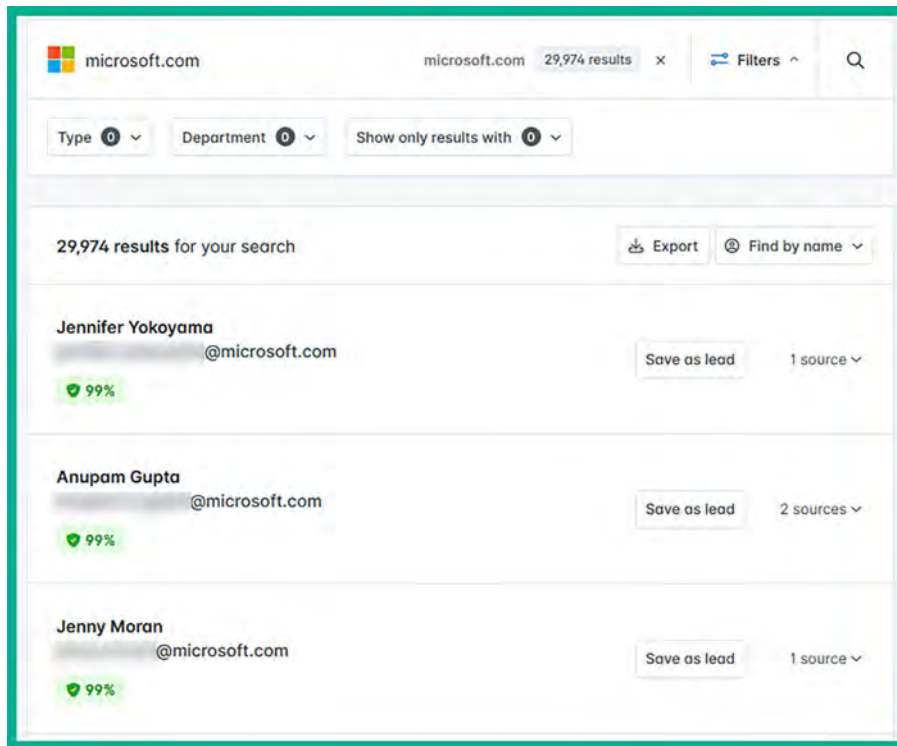 microsoft.com
microsoft.com 29,974 results × Filters
Type 0
Department 0
Show only results with 0
29,974 results for your search
Export
Find by name
Jennifer Yokoyama
@microsoft.com
99%
Save as lead
1 source
Anupam Gupta
@microsoft.com
99%
Save as lead
2 sources
Jenny Moran
@microsoft.com
99%
Save as lead
1 source